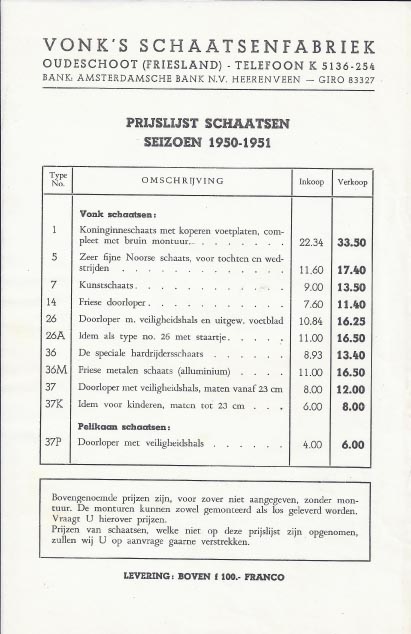 VONK'S SCHAATSENFABRIEK
OUDESCHOOT (FRIESLAND) - TELEFOON K 5136-254
BANK: AMSTERDAMSCHE BANK N.V. HEERENVEEN — GIRO 83327
PRIJSLIJST SCHAATSEN
SEIZOEN 1950-1951
Type No. OMSCHRIJVING Inkoop Verkoop
Vonk schaatsen:
1 Koninginneschaats met koperen voetplaten, com-
pleet met bruin montuur. . . . . . . . 22.34 33.50
5 Zeer fijne Noorse schaats, voor tochten en wed-
strijden . . . . . . . . . . . 11.60 17.40
7 Kunstschaats . . . . . . . . . . 9.00 13.50
14 Friese doorloper . . . . . . . . . 7.60 11.40
26 Doorloper m. veiligheidshals en uitgew. voetblad 10.84 16.25
26A Idem als type no. 26 met staartje . . . . 11.00 16.50
36 De speciale hardrijdersschaats . . . . . 8.93 13.40
36M Friese metalen schaats (alluminium) . . . . 11.00 16.50
37 Doorloper met veiligheidshals, maten vanaf 23 cm 8.00 12.00
37K Idem voor kinderen, maten tot 23 cm . . . 6.00 8.00
Pelikaan schaatsen:
37P Doorloper met veiligheidshals . . . . . 4.00 6.00
Bovengenoemde prijzen zijn, voor zover niet aangegeven, zonder mon-
tuur. De monturen kunnen zowel gemonteerd als los geleverd worden.
Vraagt U hierover prijzen.
Prijzen van schaatsen, welke niet op deze prijslijst zijn opgenomen,
zullen wij U op aanvrage gaarne verstrekken.
LEVERING: BOVEN f 100.- FRANCO